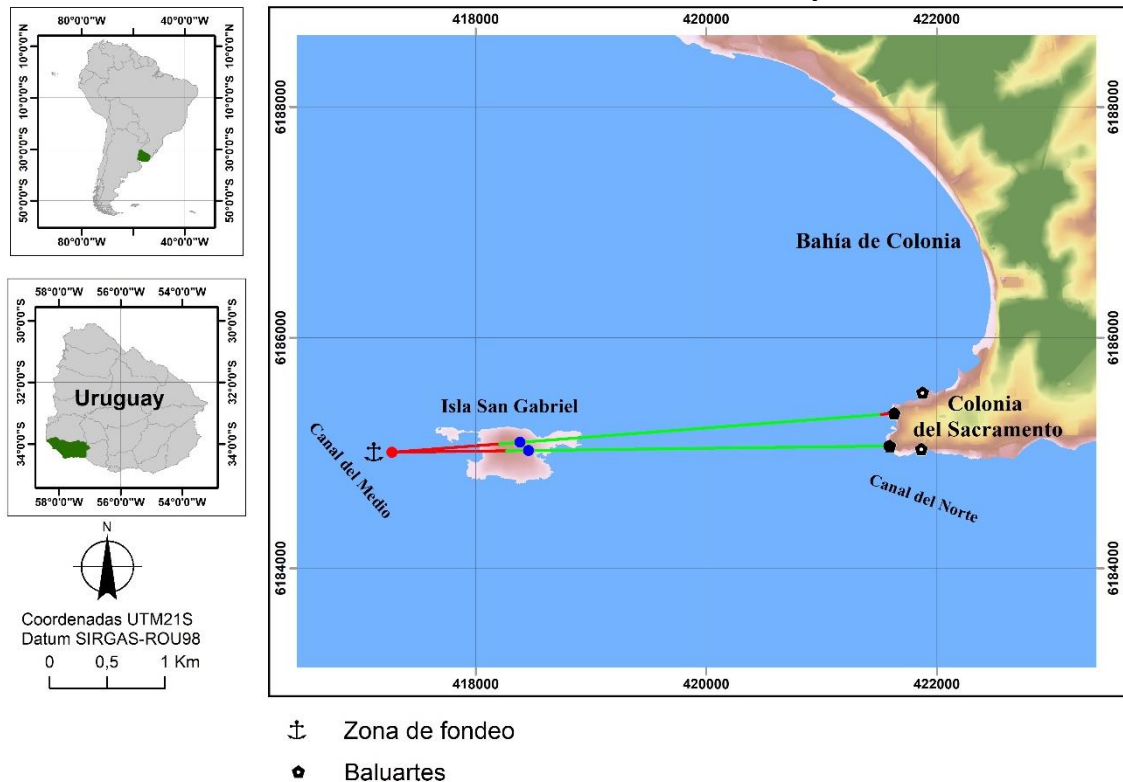 80°0'0"W 40°0'0"W
10°0'0"N
10°0'0"S
30°0'0"S
50°0'0"S
10°0'0"N
10°0'0"S
30°0'0"S
50°0'0"S
80°0'0"W 40°0'0"W
58°0'0"W 56°0'0"W 54°0'0"W
30°0'0"S
32°0'0"S
34°0'0"S
30°0'0"S
32°0'0"S
34°0'0"S
Uruguay
58°0'0"W 56°0'0"W 54°0'0"W
N
Coordenadas UTM21S
Datum SIRGAS-ROU98
0 0,5 1 Km
418000 420000 422000
6188000
6186000
6184000
6188000
6186000
6184000
Bahía de Colonia
Isla San Gabriel
Colonia
del Sacramento
Canal del Medio
Canal del Norte
418000 420000 422000
Zona de fondeo
Baluartes